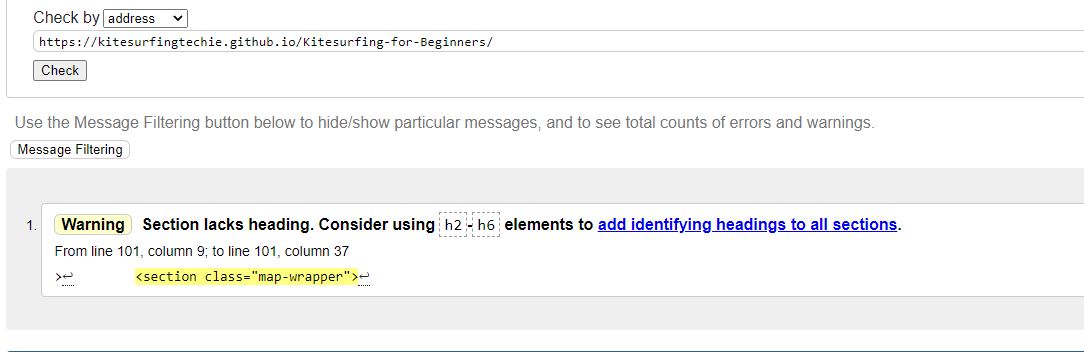 Check by address
https://kitesurfingtechie.github.io/Kitesurfing-for-Beginners/
Check
Use the Message Filtering button below to hide/show particular messages, and to see total counts of errors and warnings.
Message Filtering
1. Warning Section lacks heading. Consider using h2-h6 elements to add identifying headings to all sections.
From line 101, column 9; to line 101, column 37
>↩ <section class="map-wrapper">↩